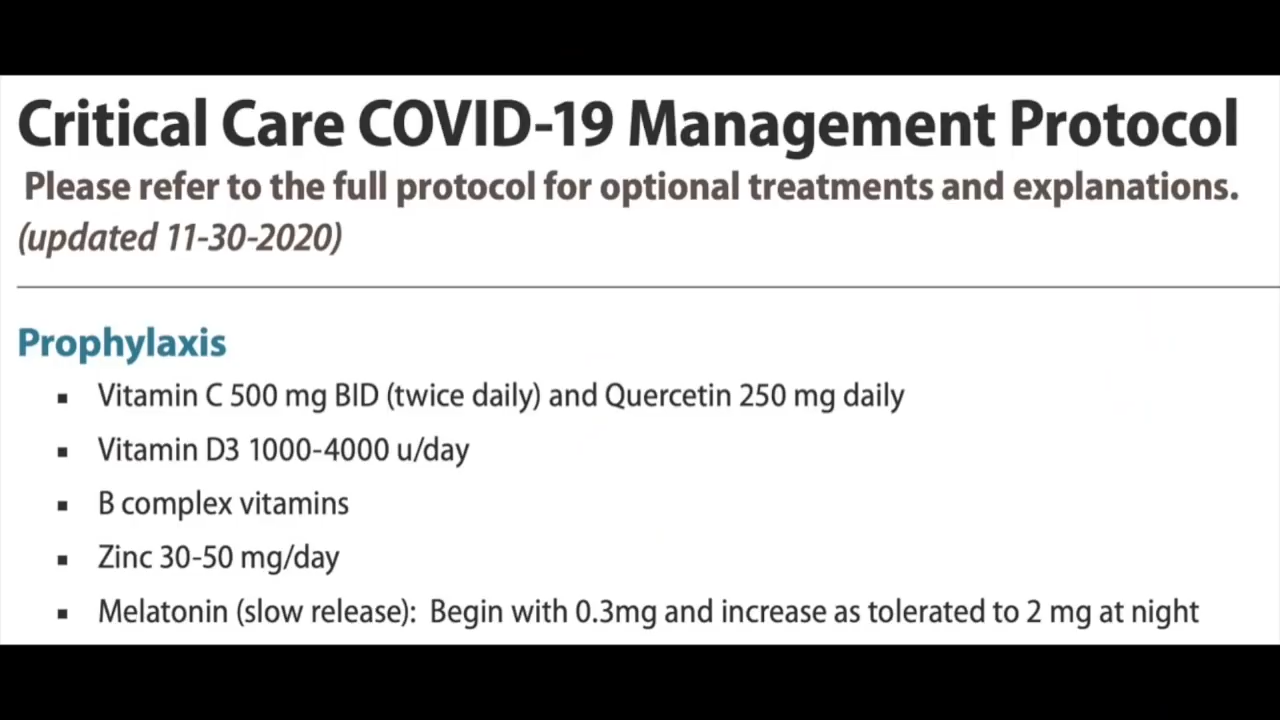 Critical Care COVID-19 Management Protocol
Please refer to the full protocol for optional treatments and explanations.
(updated 11-30-2020)
Prophylaxis
▪ Vitamin C 500 mg BID (twice daily) and Quercetin 250 mg daily
▪ Vitamin D3 1000-4000 u/day
▪ B complex vitamins
▪ Zinc 30-50 mg/day
▪ Melatonin (slow release): Begin with 0.3mg and increase as tolerated to 2 mg at night